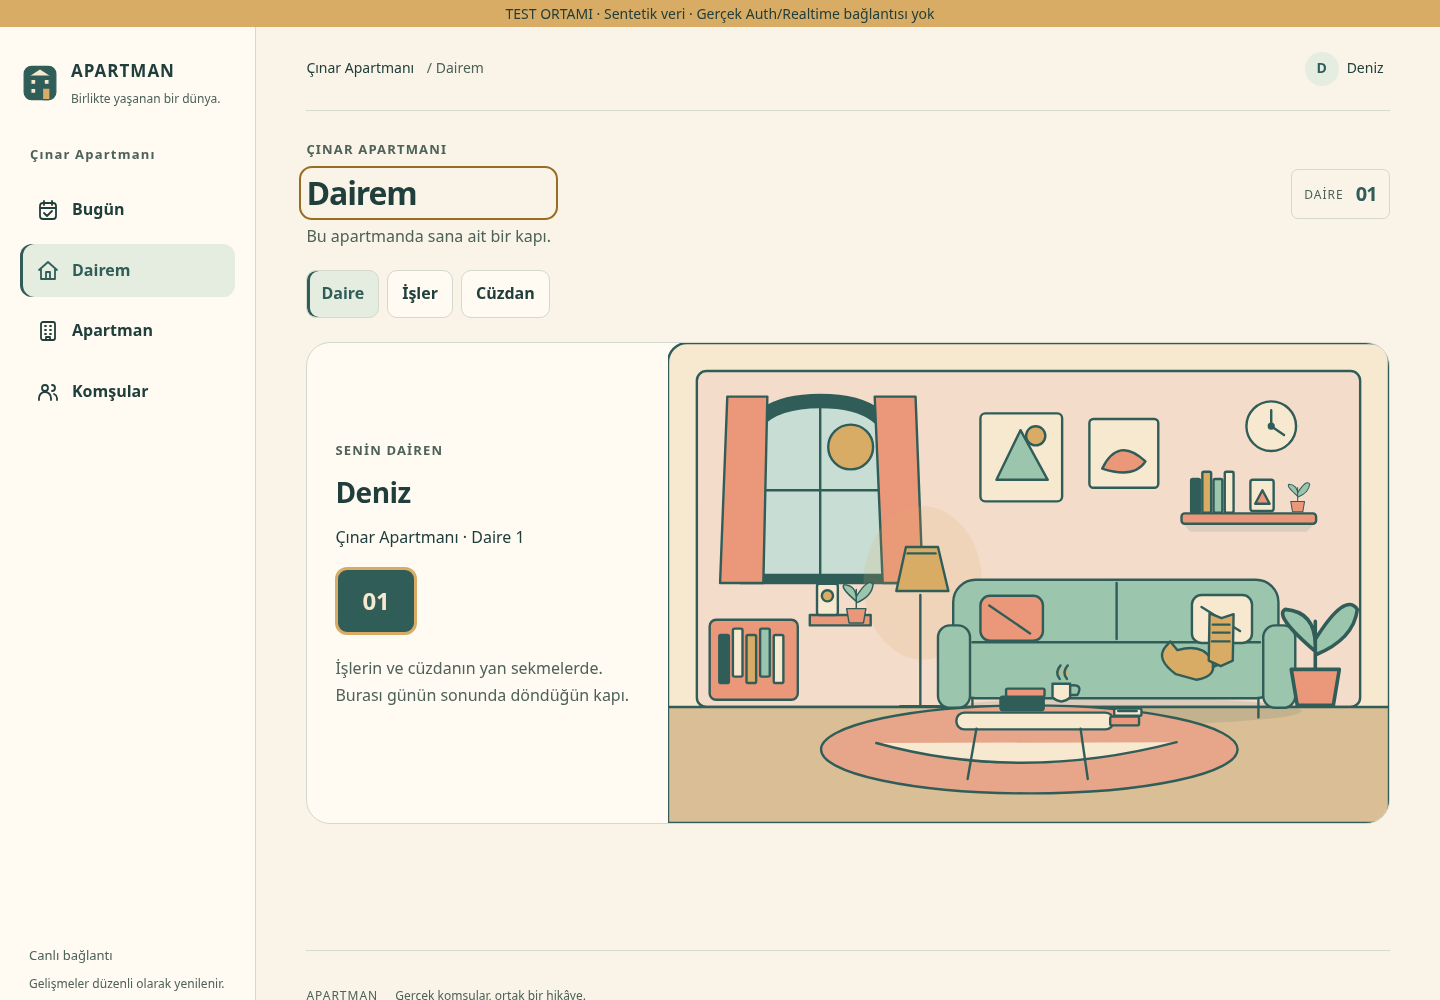 TEST ORTAMI · Sentetik veri · Gerçek Auth/Realtime bağlantısı yok
APARTMAN
Birlikte yaşanan bir dünya.
Çınar Apartmanı
Bugün
Dairem
Apartman
Komşular
Canlı bağlantı
Gelişmeler düzenli olarak yenilenir.
Çınar Apartmanı / Dairem
D Deniz
ÇINAR APARTMANI
Dairem
Bu apartmanda sana ait bir kapı.
DAİRE 01
Daire İşler Cüzdan
SENİN DAİREN
Deniz
Çınar Apartmanı · Daire 1
01
İşlerin ve cüzdanın yan sekmelerde.
Burası günün sonunda döndüğün kapı.
APARTMAN Gerçek komşular, ortak bir hikâye.